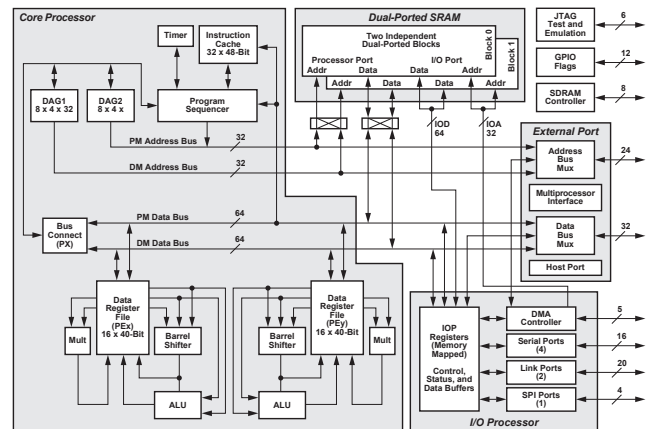 Core Processor
Timer
Instruction
Cache
32 x 48-Bit
DAG1
8 x 4 x 32
DAG2
8 x 4 x
Program
Sequencer
PM Address Bus
32
DM Address Bus
32
Bus
Connect
(PX)
PM Data Bus
64
DM Data Bus
64
Data
Register
File
(PEx)
16 x 40-Bit
Mult
Barrel
Shifter
ALU
Data
Register
File
(PEy)
16 x 40-Bit
Barrel
Shifter
Mult
ALU
Dual-Ported SRAM
Two Independent
Dual-Ported Blocks
Processor Port
I/O Port
Addr
Data
Data
Addr
Block 0
Addr
Data
Data
Addr
Block 1
IOD
64
IOA
32
JTAG
Test and
Emulation
6
GPIO
Flags
12
SDRAM
Controller
8
External Port
Address
Bus
Mux
24
Multiprocessor
Interface
Data
Bus
Mux
32
Host Port
IOP
Registers
(Memory
Mapped)
Control,
Status, and
Data Buffers
DMA
Controller
5
Serial Ports
(4)
16
Link Ports
(2)
20
SPI Ports
(1)
4
I/O Processor